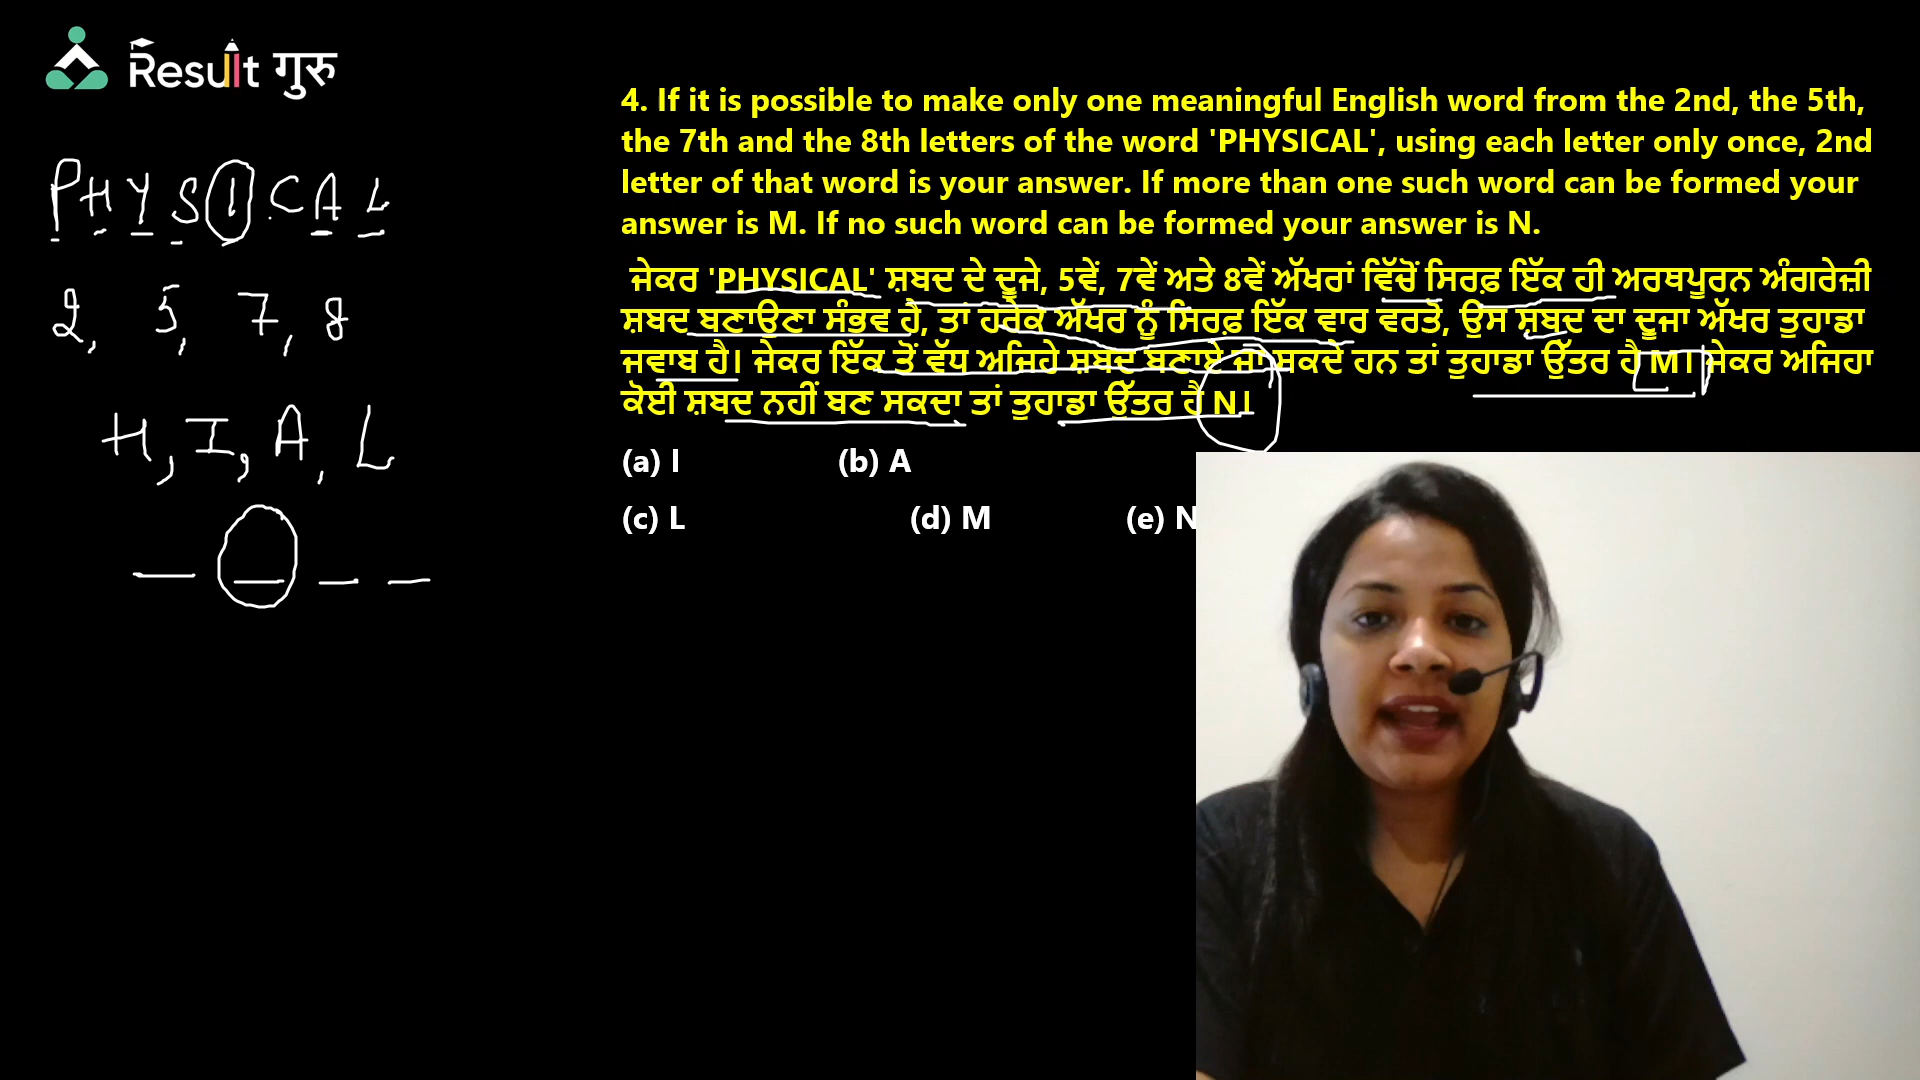 Result गुरु
4. If it is possible to make only one meaningful English word from the 2nd, the 5th,
the 7th and the 8th letters of the word 'PHYSICAL', using each letter only once, 2nd
letter of that word is your answer. If more than one such word can be formed your
answer is M. If no such word can be formed your answer is N.
ਜੇਕਰ 'PHYSICAL' ਸ਼ਬਦ ਦੇ ਦੂਜੇ, 5ਵੇਂ, 7ਵੇਂ ਅਤੇ 8ਵੇਂ ਅੱਖਰਾਂ ਵਿੱਚੋਂ ਸਿਰਫ਼ ਇੱਕ ਹੀ ਅਰਥਪੂਰਨ ਅੰਗਰੇਜ਼ੀ
ਸ਼ਬਦ ਬਣਾਉਣਾ ਸੰਭਵ ਹੈ, ਤਾਂ ਹਰੇਕ ਅੱਖਰ ਨੂੰ ਸਿਰਫ਼ ਇੱਕ ਵਾਰ ਵਰਤੋ, ਉਸ ਸ਼ਬਦ ਦਾ ਦੂਜਾ ਅੱਖਰ ਤੁਹਾਡਾ
ਜਵਾਬ ਹੈ। ਜੇਕਰ ਇੱਕ ਤੋਂ ਵੱਧ ਅਜਿਹੇ ਸ਼ਬਦ ਬਣਾਏ ਜਾ ਸਕਦੇ ਹਨ ਤਾਂ ਤੁਹਾਡਾ ਉੱਤਰ ਹੈ M। ਜੇਕਰ ਅਜਿਹਾ
ਕੋਈ ਸ਼ਬਦ ਨਹੀਂ ਬਣ ਸਕਦਾ ਤਾਂ ਤੁਹਾਡਾ ਉੱਤਰ ਹੈ N।
(a) I (b) A
(c) L (d) M (e) N
PHYSICAL
2, 5, 7, 8
H, I, A, L